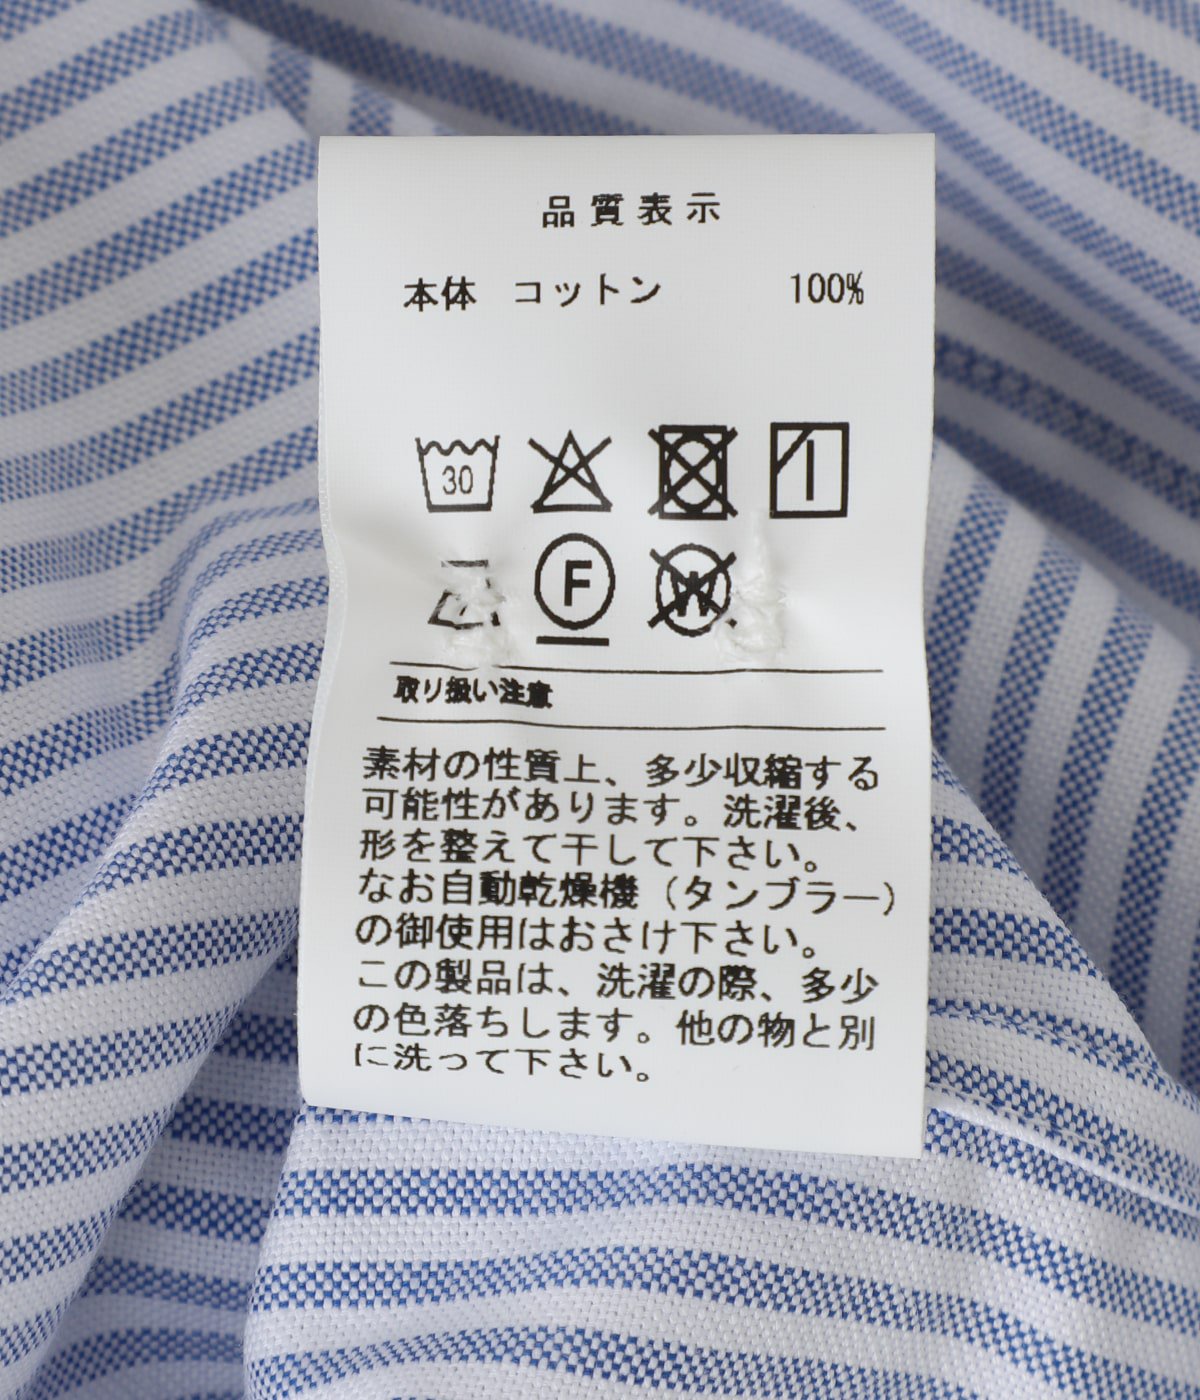 品質表示
本体 コットン 100%
30
F
W
取り扱い注意
素材の性質上、多少収縮する
可能性があります。洗濯後、
形を整えて干して下さい。
なお自動乾燥機（タンブラー）
の御使用はおさけ下さい。
この製品は、洗濯の際、多少
の色落ちします。他の物と別
に洗って下さい。